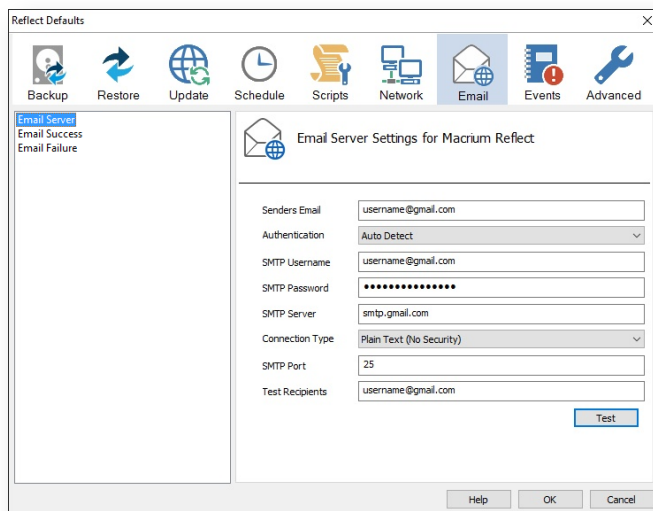 Reflect Defaults
Backup Restore Update Schedule Scripts Network Email Events Advanced
Email Server
Email Success
Email Failure
Email Server Settings for Macrium Reflect
Senders Email username@gmail.com
Authentication Auto Detect
SMTP Username username@gmail.com
SMTP Password •••••••••••••••
SMTP Server smtp.gmail.com
Connection Type Plain Text (No Security)
SMTP Port 25
Test Recipients username@gmail.com
Test
Help OK Cancel